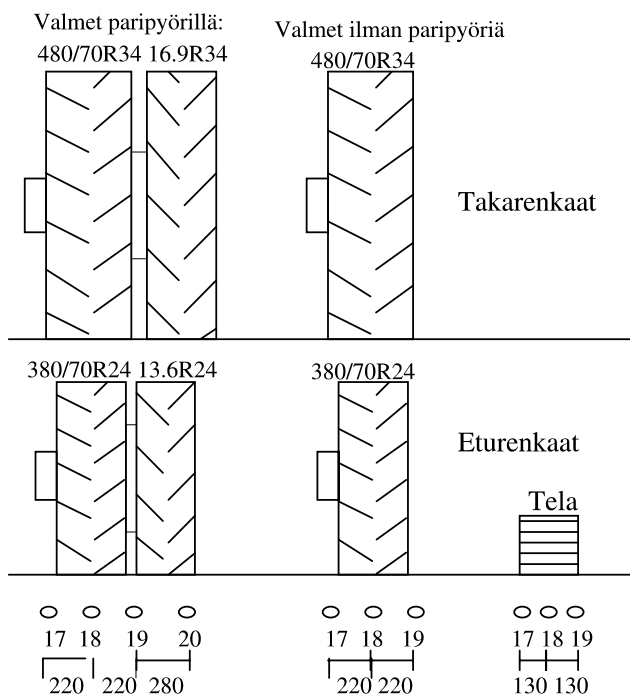 Valmet paripyörillä:
480/70R34 16.9R34
Valmet ilman paripyöriä
480/70R34
Takarenkaat
380/70R24 13.6R24
380/70R24
Eturenkaat
Tela
17 18 19 20
17 18 19
17 18 19
220 220 280
220 220
130 130